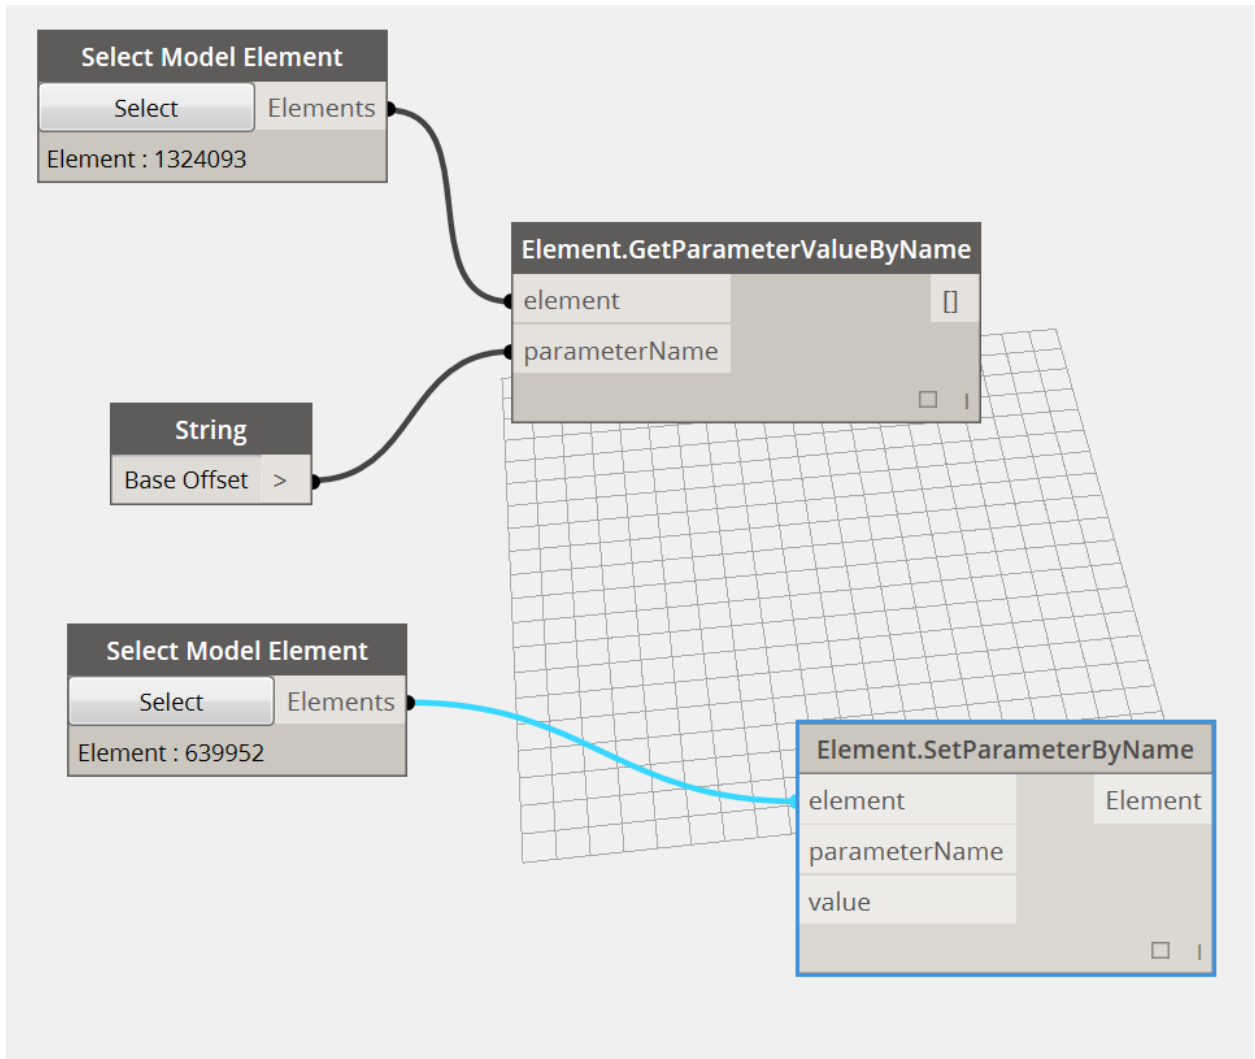 Select Model Element
Select Elements
Element : 1324093
Element.GetParameterValueByName
element []
parameterName
|
String
Base Offset >
Select Model Element
Select Elements
Element : 639952
Element.SetParameterByName
element Element
parameterName
value
|